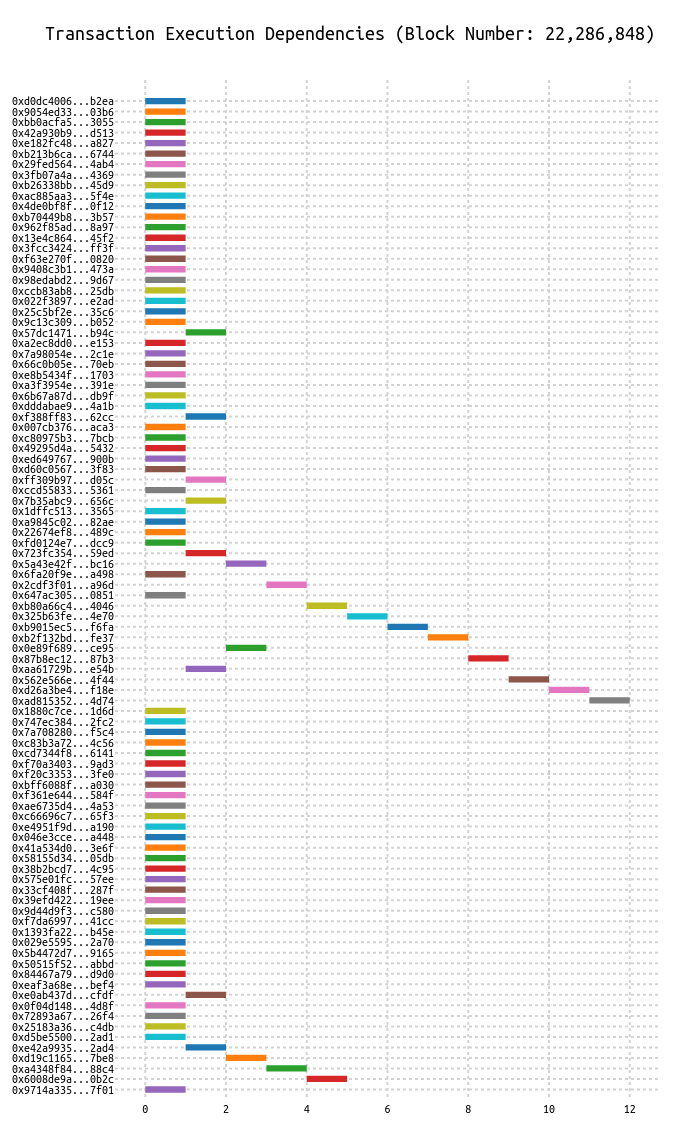 Transaction Execution Dependencies (Block Number: 22,286,848)
0xd0dc4006...b2ea
0x9054ed33...03b6
0xbb0acfa5...3055
0x42a930b9...d513
0xe182fc48...a827
0xb213b6ca...6744
0x29fed564...4ab4
0x3fb07a4a...4369
0xb26338bb...45d9
0xac885aa3...5f4e
0x4de0bf8f...0f12
0xb70449b8...3b57
0x962f85ad...8a97
0x13e4c864...45f2
0x3fcc3424...ff3f
0xf63e270f...0820
0x9408c3b1...473a
0x98edabd2...9d67
0xccb83ab8...25db
0x022f3897...e2ad
0x25c5bf2e...35c6
0x9c13c309...b052
0x57dc1471...b94c
0xa2ec8dd0...e153
0x7a98054e...2c1e
0x66c0b05e...70eb
0xe8b5434f...1703
0xa3f3954e...391e
0x6b67a87d...db9f
0xdddabae9...4a1b
0xf388ff83...62cc
0x007cb376...aca3
0xc80975b3...7bcb
0x49295d4a...5432
0xed649767...900b
0xd60c0567...3f83
0xff309b97...d05c
0xccd55833...5361
0x7b35abc9...656c
0x1dffc513...3565
0xa9845c02...82ae
0x22674ef8...489c
0xfd0124e7...dcc9
0x723fc354...59ed
0x5a43e42f...bc16
0x6fa20f9e...a498
0x2cdf3f01...a96d
0x647ac305...0851
0xb80a66c4...4046
0x325b63fe...4e70
0xb9015ec5...f6fa
0xb2f132bd...fe37
0x0e89f689...ce95
0x87b8ec12...87b3
0xaa61729b...e54b
0x562e566e...4f44
0xd26a3be4...f18e
0xad815352...4d74
0x1880c7ce...1d6d
0x747ec384...2fc2
0x7a708280...f5c4
0xc83b3a72...4c56
0xcd7344f8...6141
0xf70a3403...9ad3
0xf20c3353...3fe0
0xbff6088f...a030
0xf361e644...584f
0xae6735d4...4a53
0xc66696c7...65f3
0xe4951f9d...a190
0x046e3cce...a448
0x41a534d0...3e6f
0x58155d34...05db
0x38b2bcd7...4c95
0x575e01fc...57ee
0x33cf408f...287f
0x39efd422...19ee
0x9d44d9f3...c580
0xf7da6997...41cc
0x1393fa22...b45e
0x029e5595...2a70
0x5b4472d7...9165
0x50515f52...abbd
0x84467a79...d9d0
0xeaf3a68e...bef4
0xe0ab437d...cfdf
0x0f04d148...4d8f
0x72893a67...26f4
0x25183a36...c4db
0xd5be5500...2ad1
0xe42a9935...2ad4
0xd19c1165...7be8
0xa4348f84...88c4
0x6008de9a...0b2c
0x9714a335...7f01
0 2 4 6 8 10 12